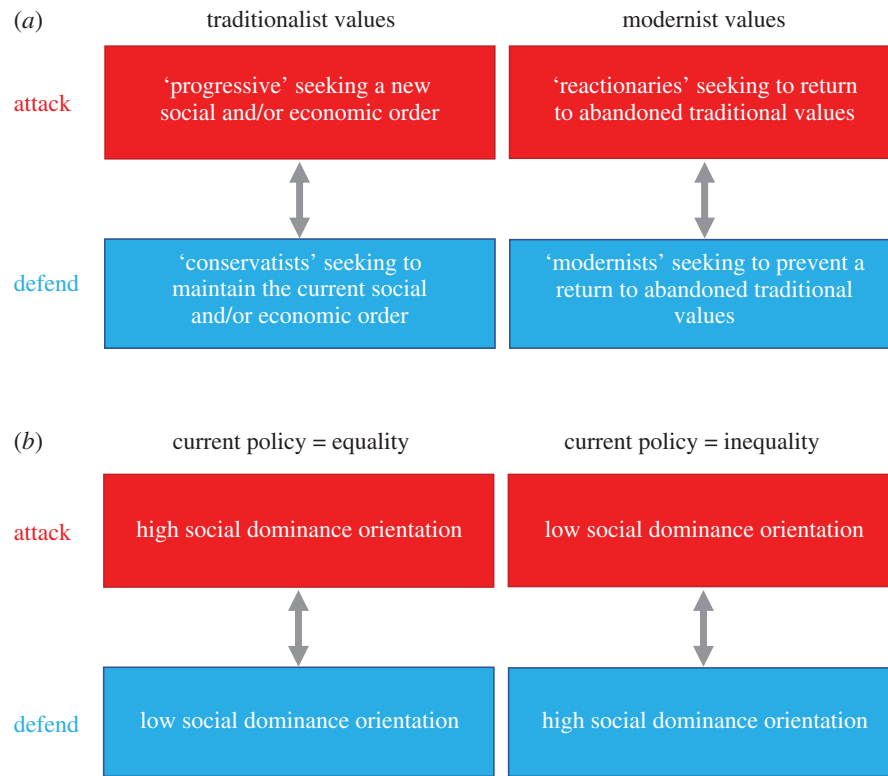 (a)
traditionalist values
modernist values
attack
‘progressive’ seeking a new
social and/or economic order
‘reactionaries’ seeking to return
to abandoned traditional values
defend
‘conservatists’ seeking to
maintain the current social
and/or economic order
‘modernists’ seeking to prevent a
return to abandoned traditional
values
(b)
current policy = equality
current policy = inequality
attack
high social dominance orientation
low social dominance orientation
defend
low social dominance orientation
high social dominance orientation